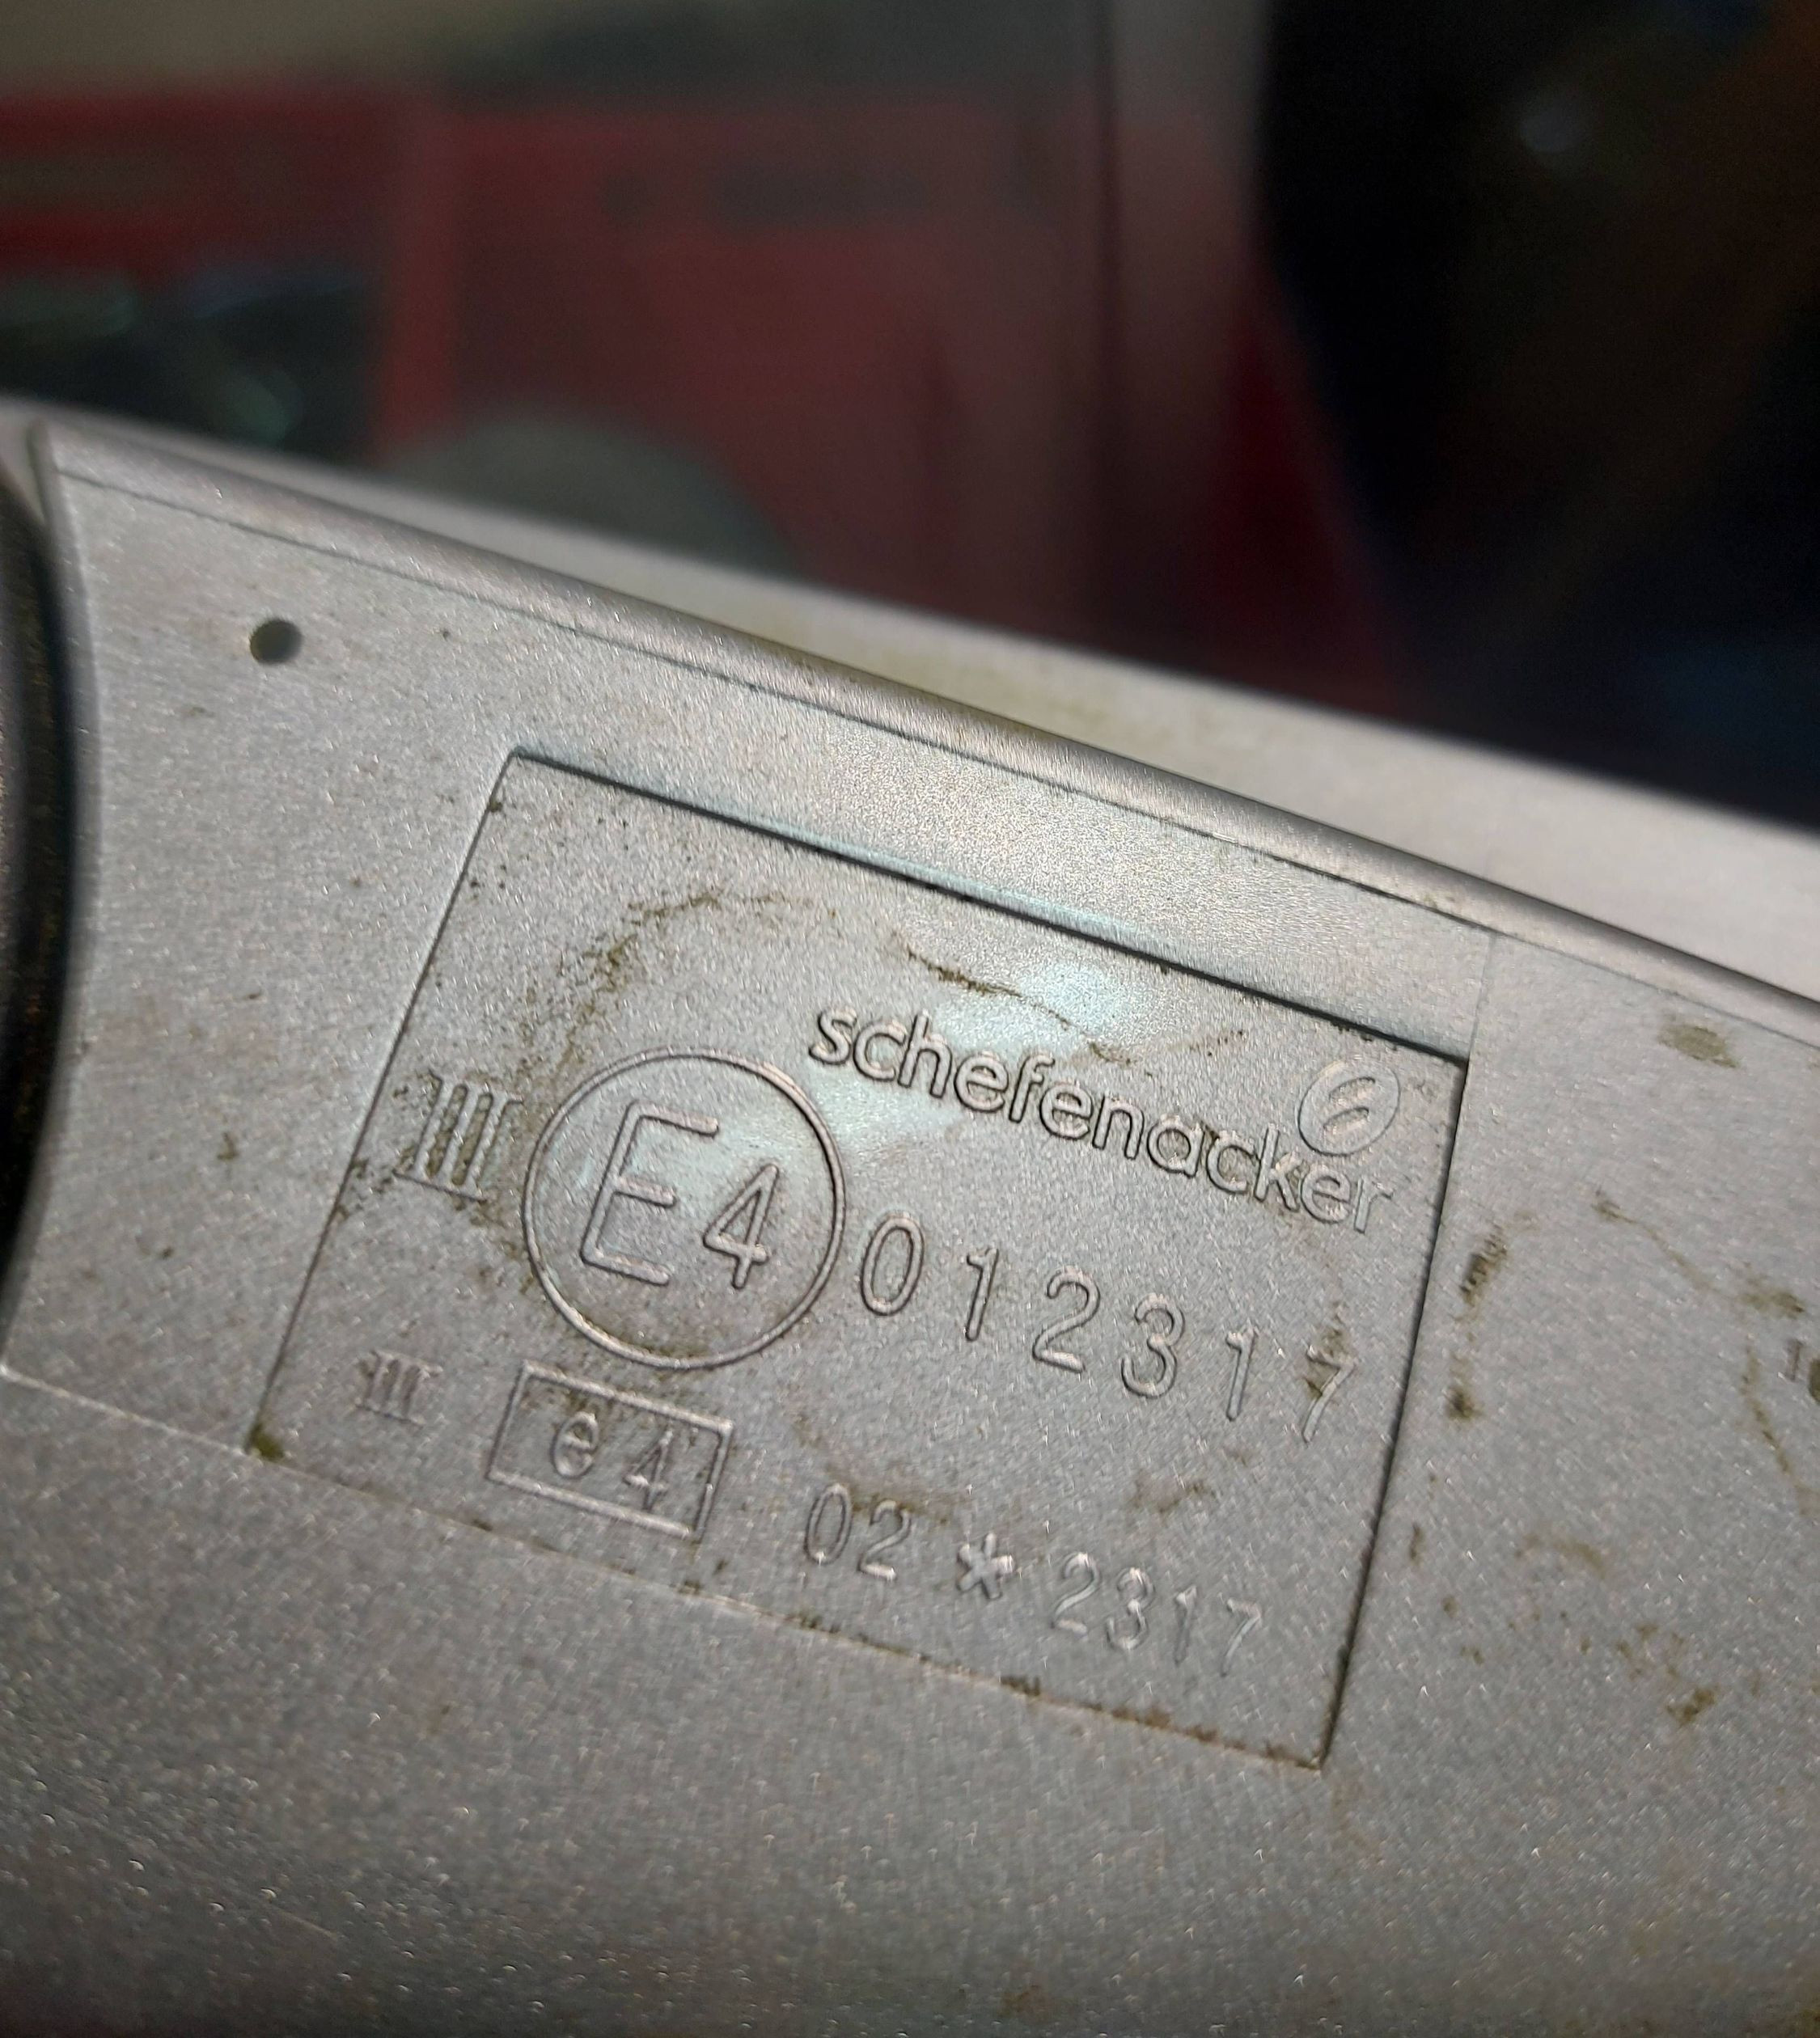 schefenacker
III E4 012317
III e4 02 * 2317